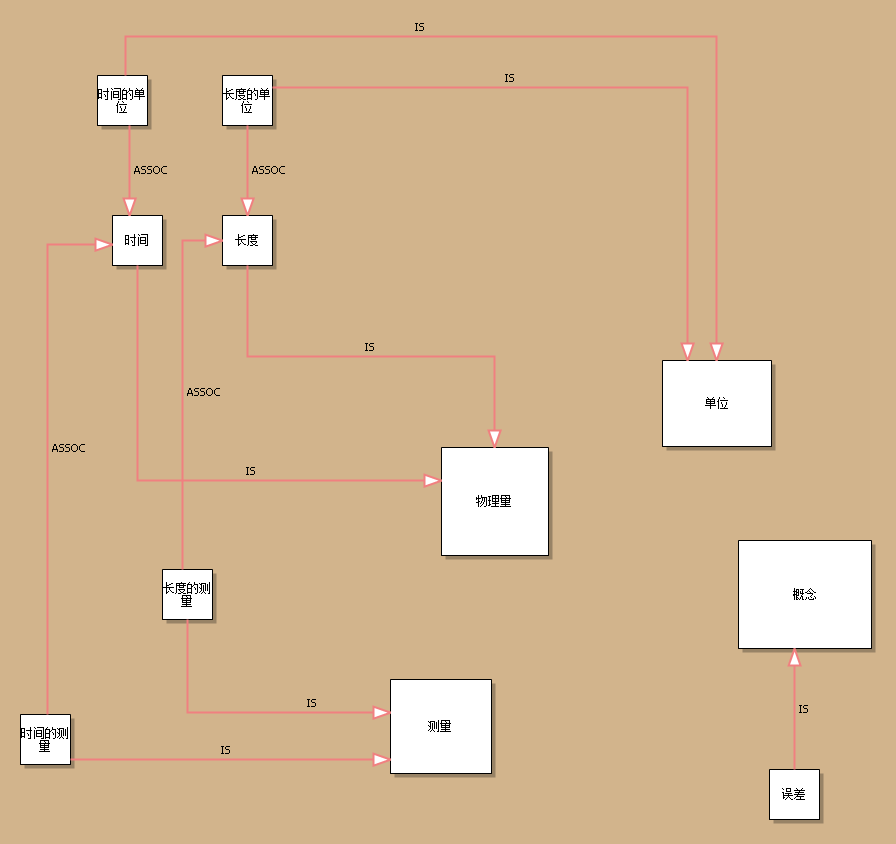 IS
IS
时间的单
位
长度的单
位
ASSOC
ASSOC
时间
长度
IS
ASSOC
单位
ASSOC
IS
物理量
长度的测
量
概念
IS
IS
测量
时间的测
量
IS
误差